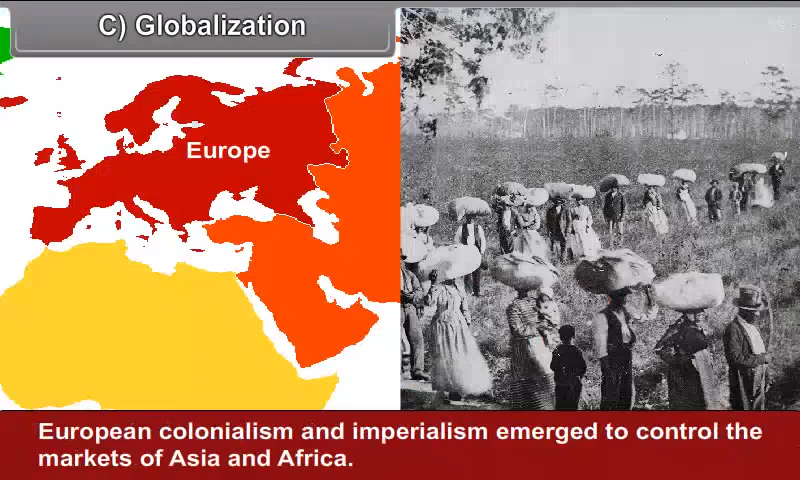 C) Globalization
Europe
European colonialism and imperialism emerged to control the
markets of Asia and Africa.